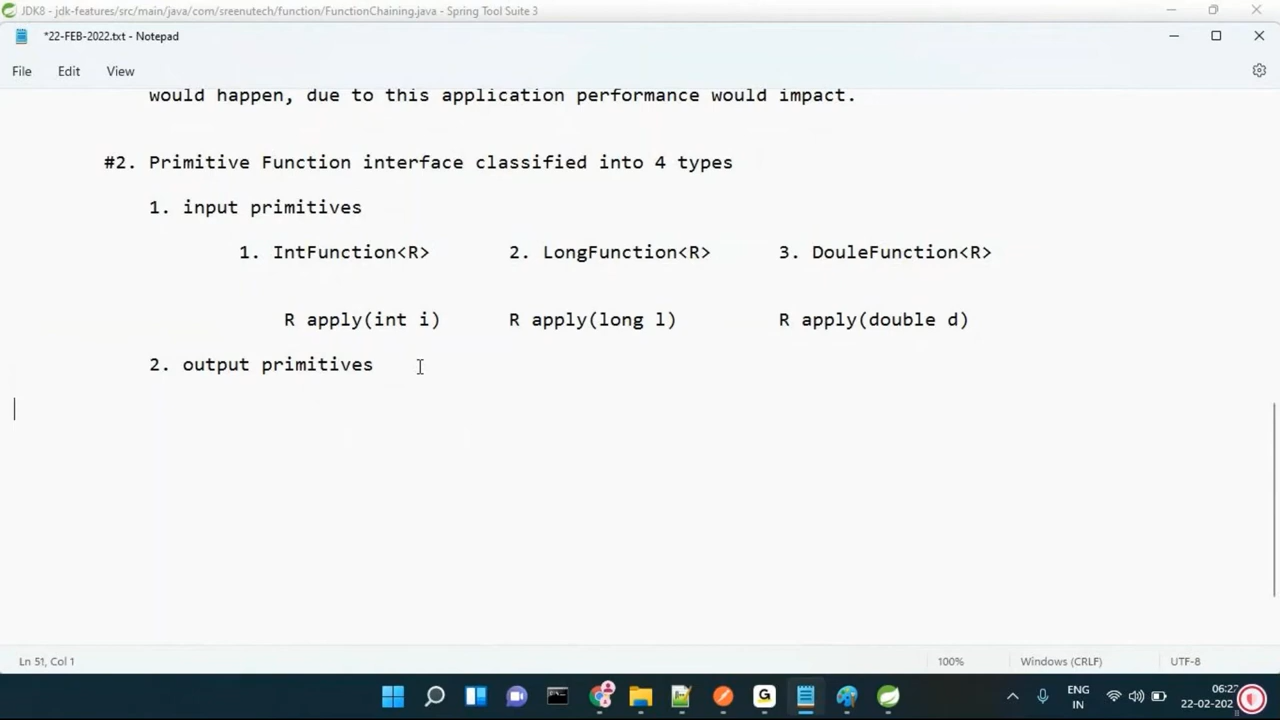 JDK8 - jdk-features/src/main/java/com/sreenutech/function/FunctionChaining.java - Spring Tool Suite 3
*22-FEB-2022.txt - Notepad
File Edit View
would happen, due to this application performance would impact.
#2. Primitive Function interface classified into 4 types
1. input primitives
1. IntFunction<R> 2. LongFunction<R> 3. DouleFunction<R>
R apply(int i) R apply(long l) R apply(double d)
2. output primitives
Ln 51, Col 1 100% Windows (CRLF) UTF-8
ENG
IN